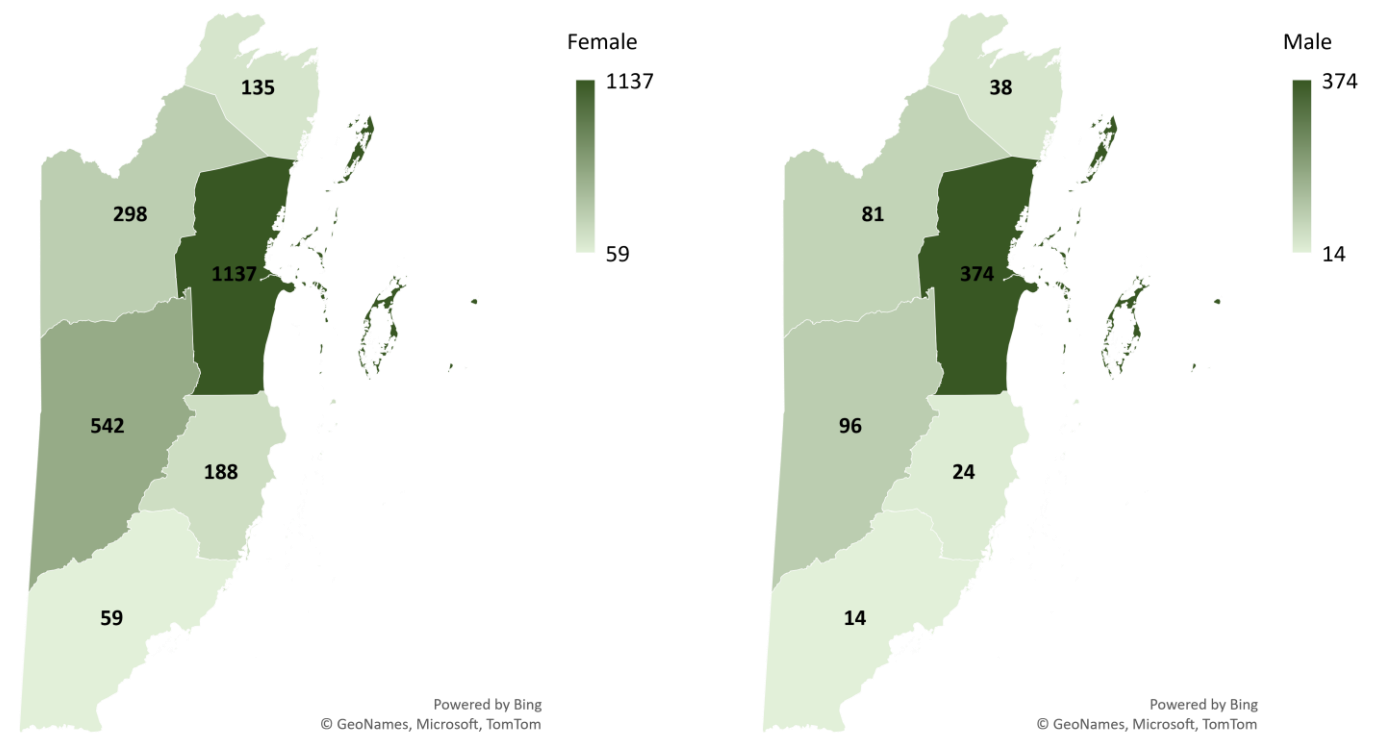 Female
1137
59
135
298
1137
542
188
59
Powered by Bing
© GeoNames, Microsoft, TomTom
Male
374
14
38
81
374
96
24
14
Powered by Bing
© GeoNames, Microsoft, TomTom